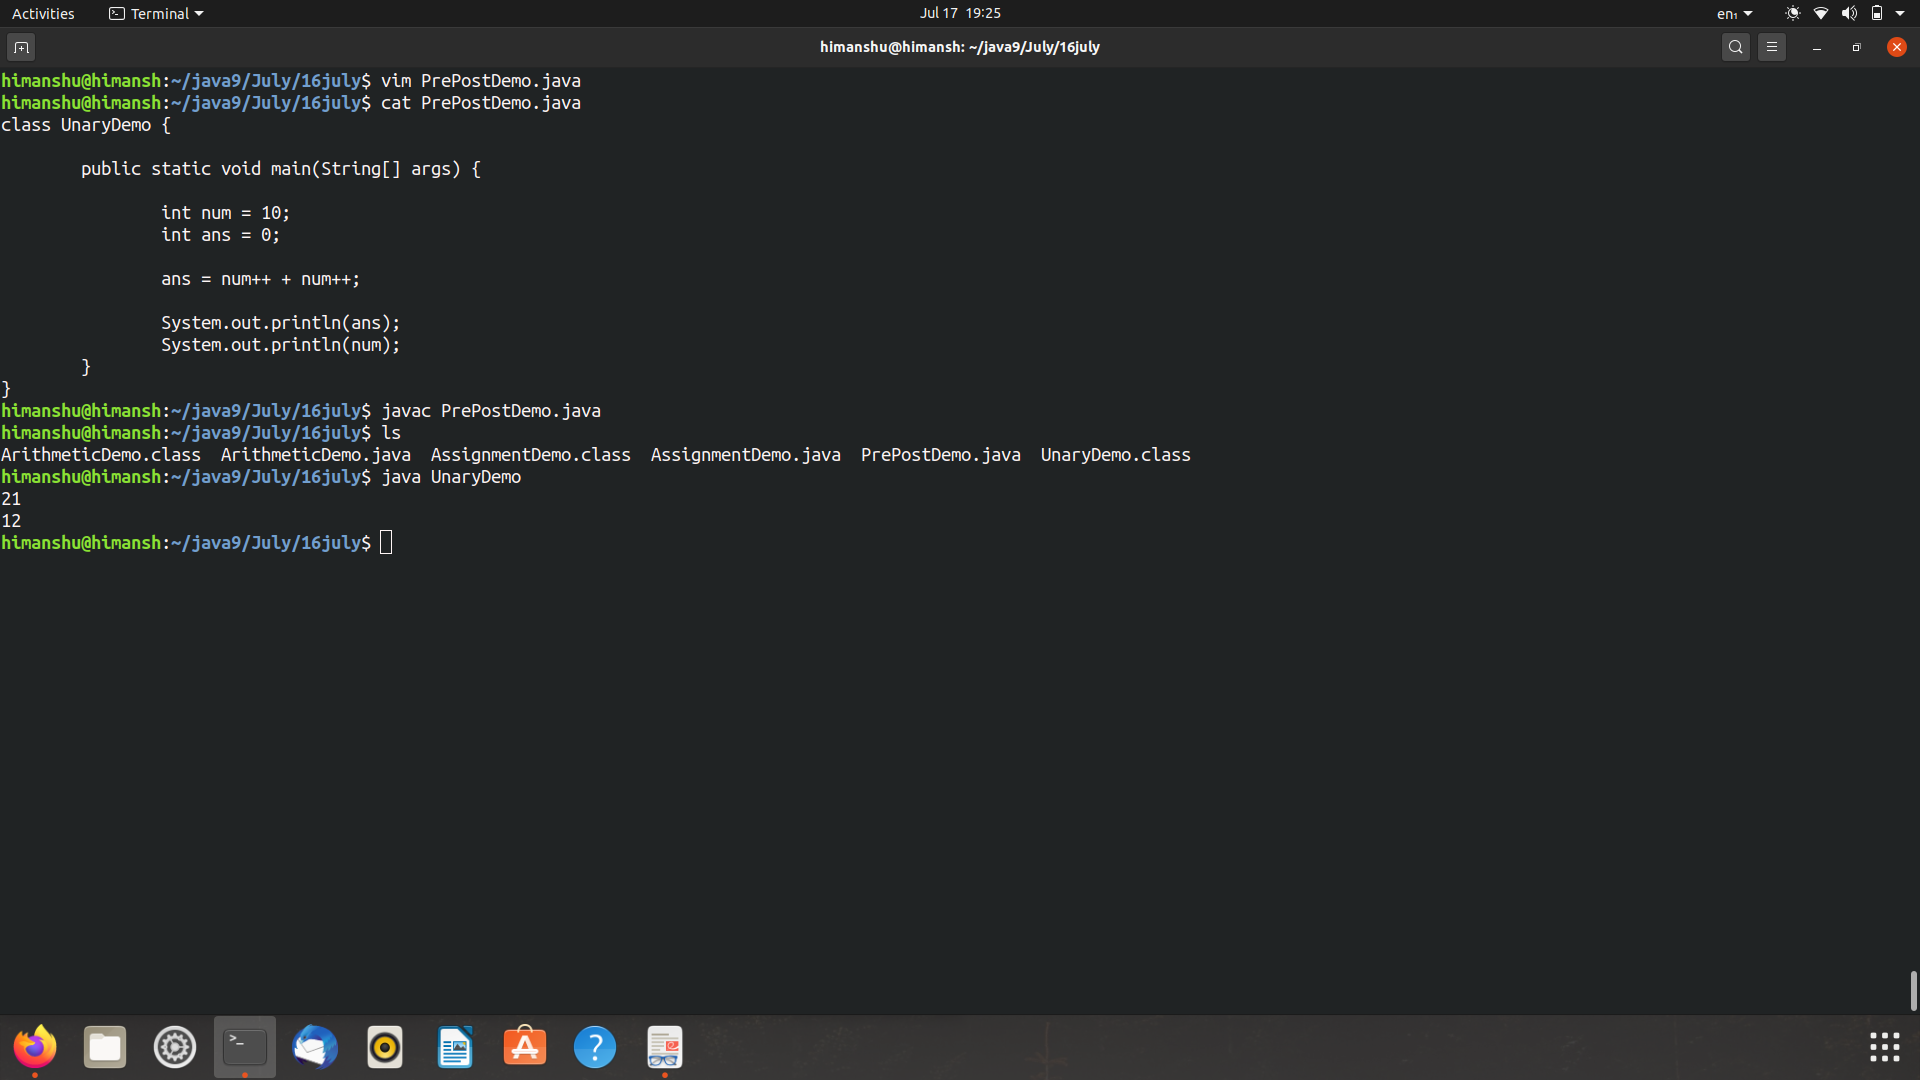 Activities Terminal Jul 17 19:25 en₁
himanshu@himansh: ~/java9/July/16july
himanshu@himansh:~/java9/July/16july$ vim PrePostDemo.java
himanshu@himansh:~/java9/July/16july$ cat PrePostDemo.java
class UnaryDemo {
public static void main(String[] args) {
int num = 10;
int ans = 0;
ans = num++ + num++;
System.out.println(ans);
System.out.println(num);
}
}
himanshu@himansh:~/java9/July/16july$ javac PrePostDemo.java
himanshu@himansh:~/java9/July/16july$ ls
ArithmeticDemo.class ArithmeticDemo.java AssignmentDemo.class AssignmentDemo.java PrePostDemo.java UnaryDemo.class
himanshu@himansh:~/java9/July/16july$ java UnaryDemo
21
12
himanshu@himansh:~/java9/July/16july$